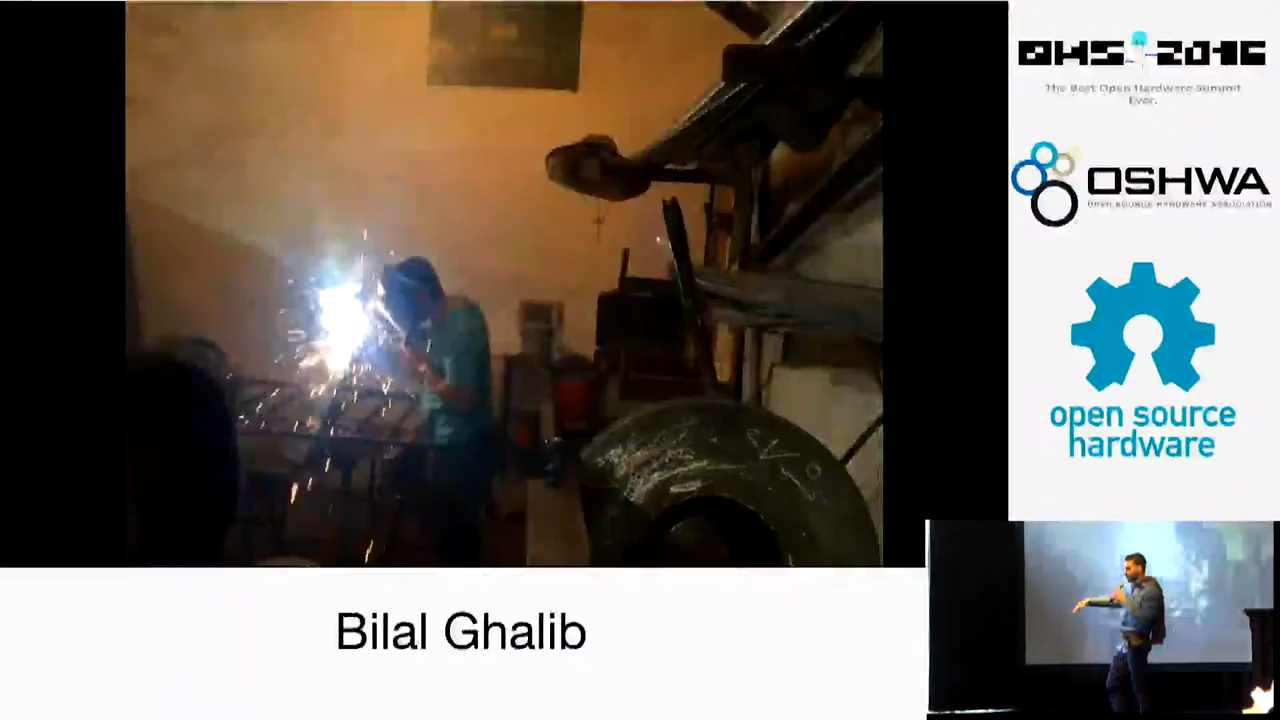 OHS 2016
The Best Open Hardware Summit
Ever.
OSHWA
OPEN SOURCE HARDWARE ASSOCIATION
open source
hardware
Bilal Ghalib